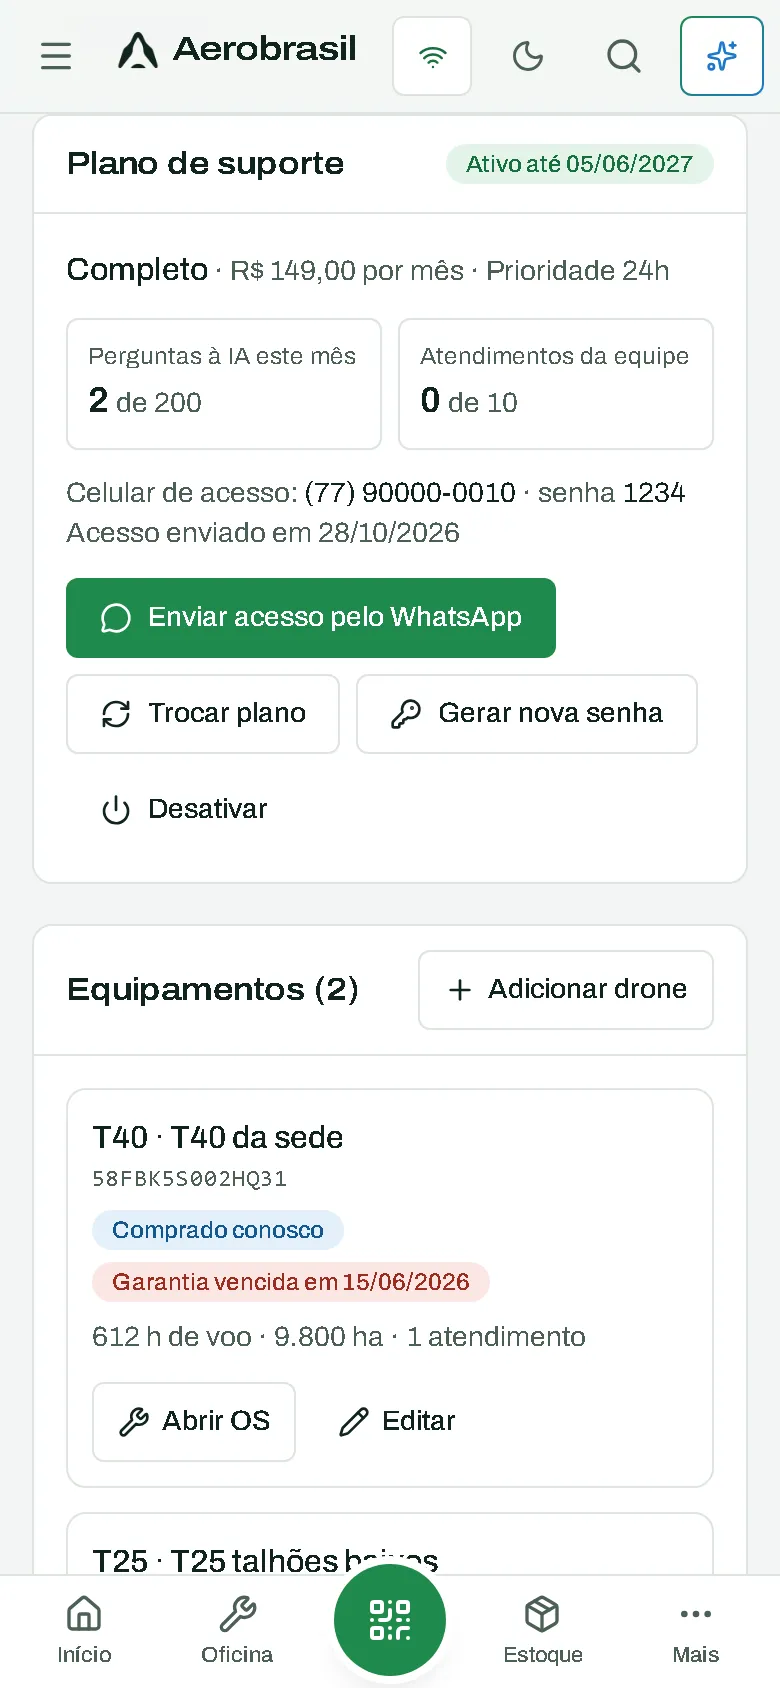 Aerobrasil
Plano de suporte
Ativo até 05/06/2027
Completo · R$ 149,00 por mês · Prioridade 24h
Perguntas à IA este mês
2 de 200
Atendimentos da equipe
0 de 10
Celular de acesso: (77) 90000-0010 · senha 1234
Acesso enviado em 28/10/2026
Enviar acesso pelo WhatsApp
Trocar plano
Gerar nova senha
Desativar
Equipamentos (2)
Adicionar drone
T40 · T40 da sede
58FBK5S002HQ31
Comprado conosco
Garantia vencida em 15/06/2026
612 h de voo · 9.800 ha · 1 atendimento
Abrir OS
Editar
T25 · T25 talhões baixos
Início
Oficina
Estoque
Mais